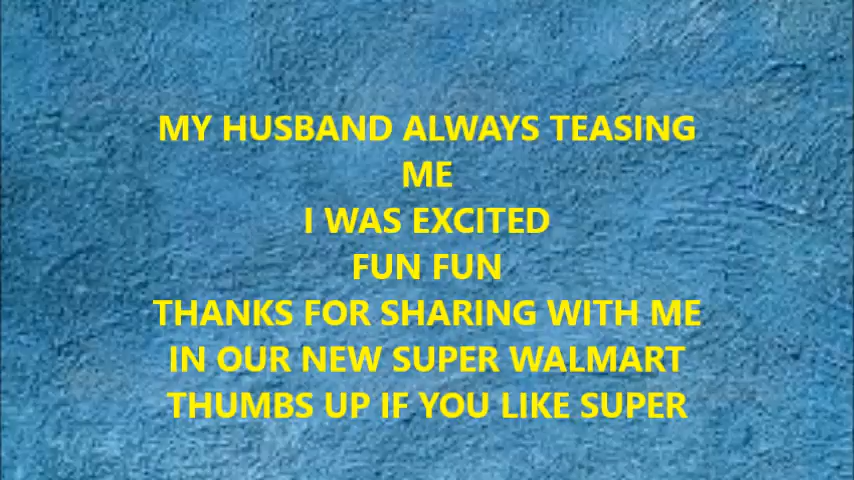 MY HUSBAND ALWAYS TEASING
ME
I WAS EXCITED
FUN FUN
THANKS FOR SHARING WITH ME
IN OUR NEW SUPER WALMART
THUMBS UP IF YOU LIKE SUPER